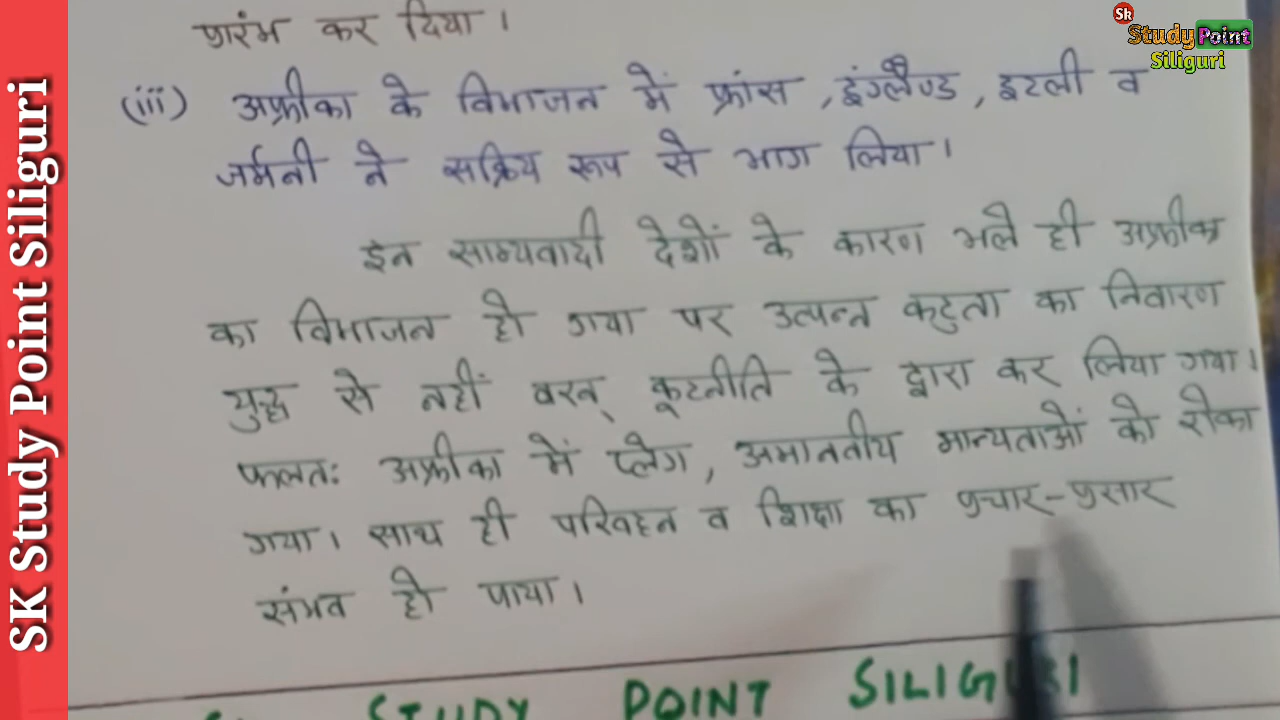 SK Study Point Siliguri
Sk
Study Point
Siliguri
प्रारंभ कर दिया ।
(iii) अफ्रीका के विभाजन में फ्रांस , इंग्लैण्ड , इटली व
जर्मनी ने सक्रिय रूप से भाग लिया ।
इन साम्यवादी देशों के कारण भले ही अफ्रीका
का विभाजन हो गया पर उत्पन्न कटुता का निवारण
युद्ध से नहीं वरन् कूटनीति के द्वारा कर लिया गया ।
फलतः अफ्रीका में प्लेग , अमानतीय मान्यताओं को रोका
गया । साथ ही परिवहन व शिक्षा का प्रचार-प्रसार
संभव हो पाया ।
STUDY POINT SILIGURI